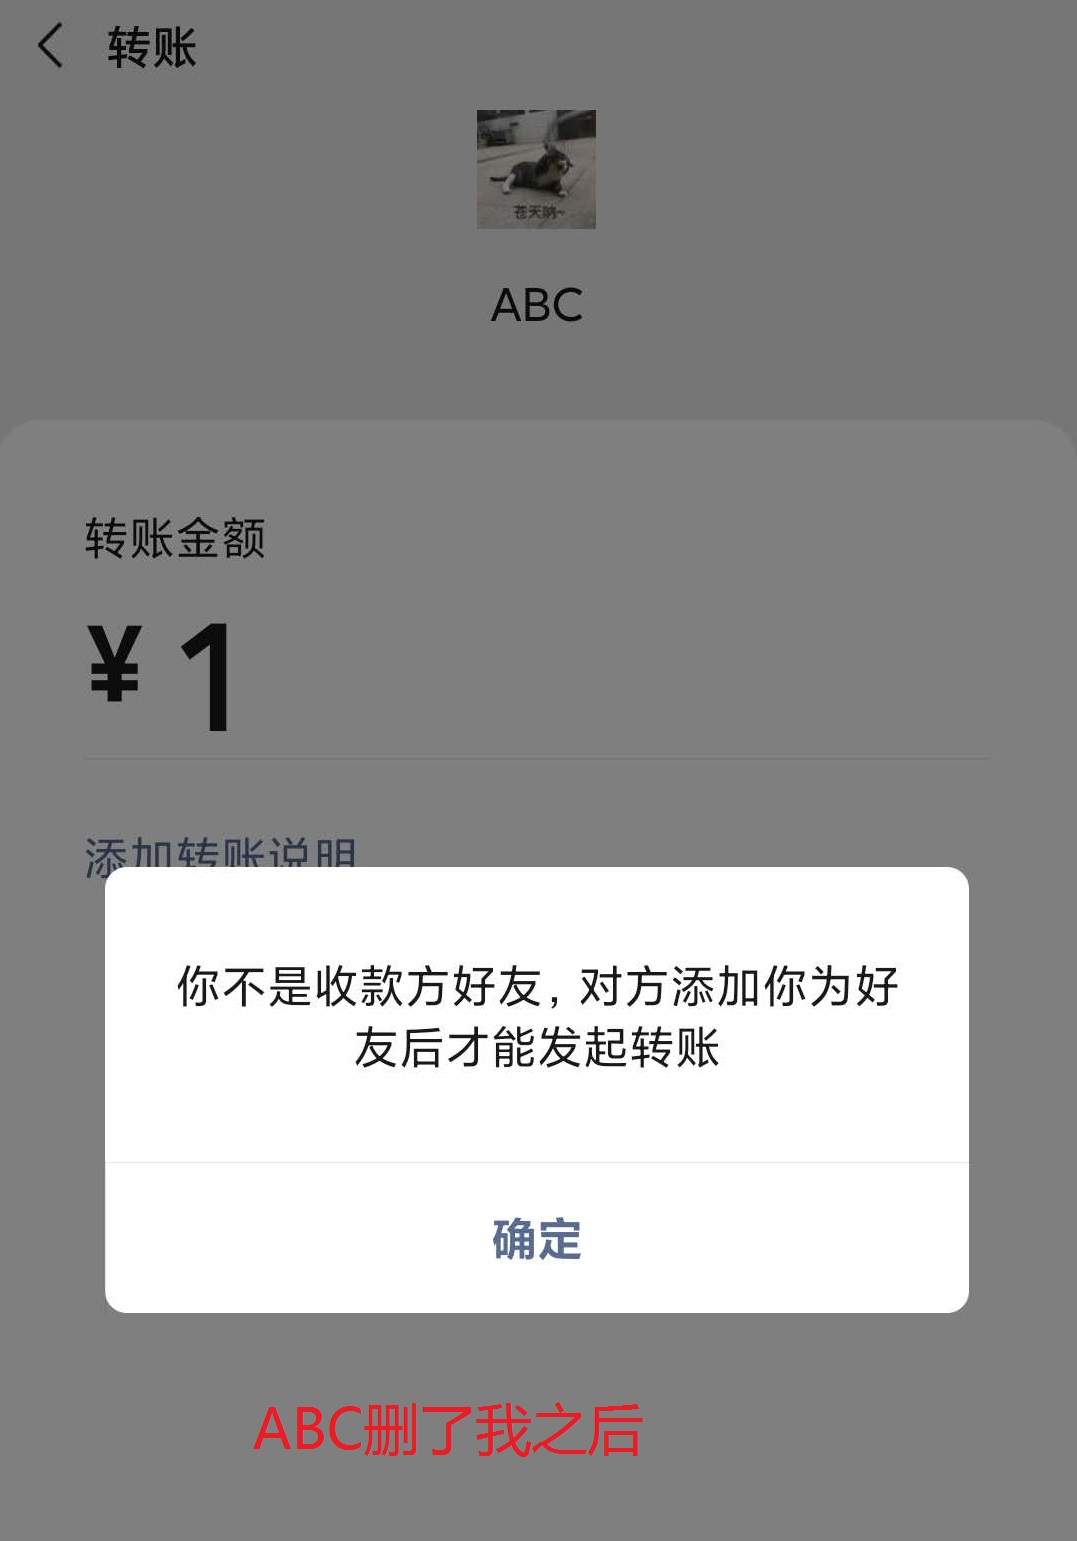 转账
苍天呐~
ABC
转账金额
¥1
添加转账说明
你不是收款方好友，对方添加你为好
友后才能发起转账
确定
ABC删了我之后